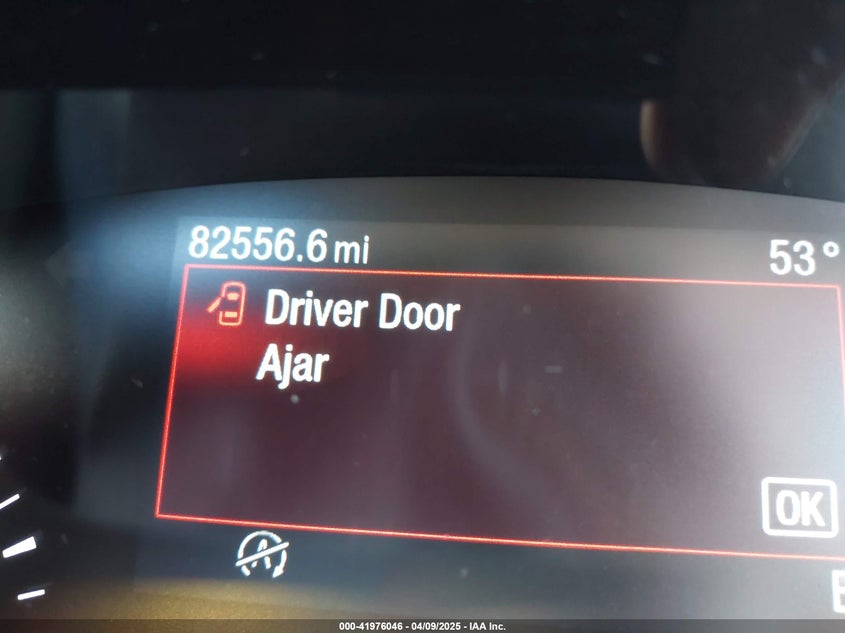 82556.6 mi 53°
Driver Door
Ajar
OK
000-41976046 - 04/09/2025 - IAA Inc.